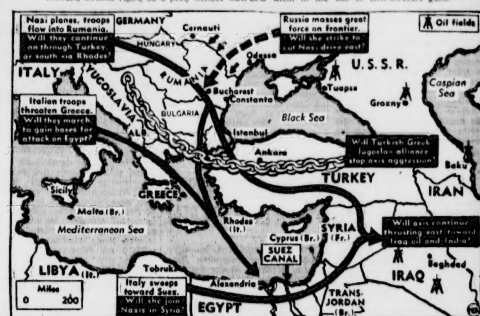 Nazi planes, troops
flow into Rumania.
Will they continue
on through Turkey,
or south via Rhodes?
GERMANY
Cernauti
HUNGARY
Russia masses great
force on frontier.
Will she strike to
cut Nazi drive east?
Oil fields
ITALY
YUGOSLAVIA
RUMANIA
Odessa
U.S.S.R.
Bucharest
Constanta
Tuapse
Grozny
Caspian
Sea
Italian troops
threaten Greece.
Will they march
to gain bases for
attack on Egypt?
BULGARIA
Black Sea
ALB
Istanbul
Ankara
Will Turkish Greek
Jugoslav alliance
stop axis aggression?
Baku
Sicily
GREECE
TURKEY
IRAN
Malta (Br.)
Rhodes
(It.)
Mediterranean Sea
Cyprus (Br.)
SYRIA
(Fr.)
Will axis continue
thrusting east toward
Iraq oil and India?
SUEZ
CANAL
LIBYA
(It.)
Tobruk
Baghdad
IRAQ
Miles
0 200
Italy sweeps
toward Suez.
Will she join
Nazis in Syria?
Alexandria
EGYPT
TRANS-
JORDAN
(Br.)